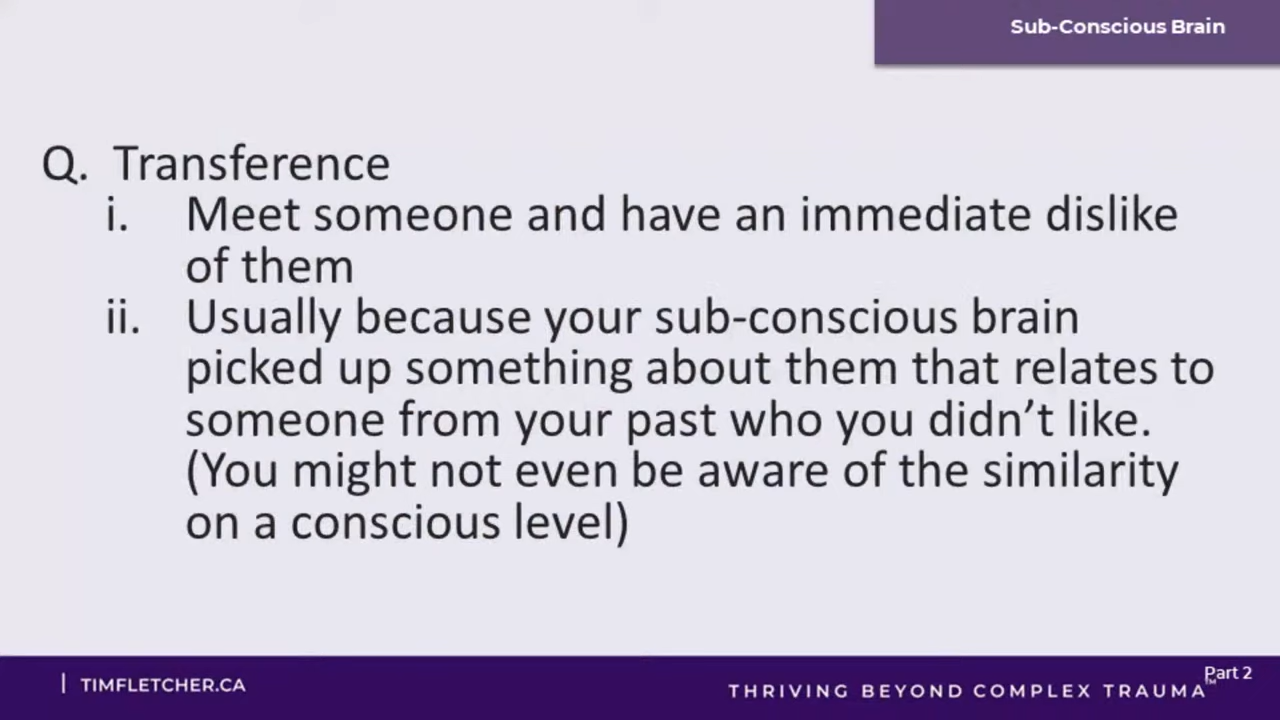 Sub-Conscious Brain
Q. Transference
i. Meet someone and have an immediate dislike
of them
ii. Usually because your sub-conscious brain
picked up something about them that relates to
someone from your past who you didn’t like.
(You might not even be aware of the similarity
on a conscious level)
| TIMFLETCHER.CA
Part 2
THRIVING BEYOND COMPLEX TRAUMA™